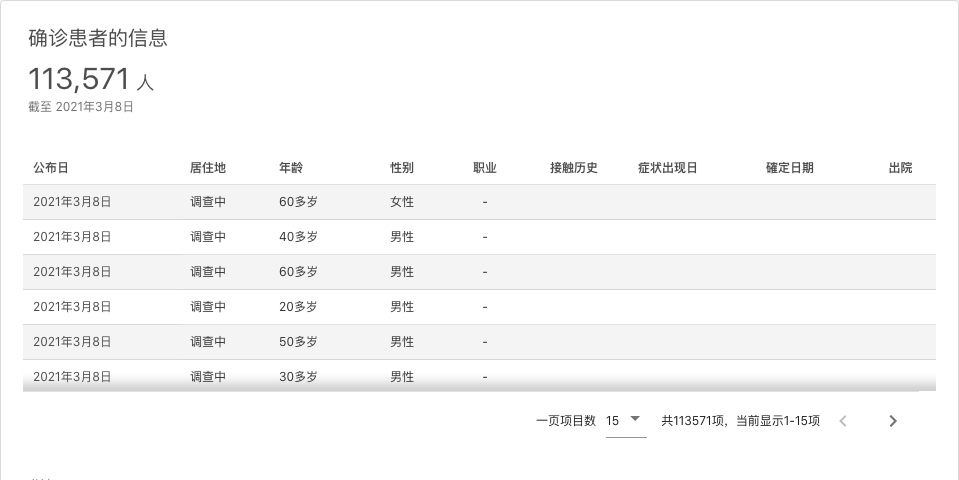 确诊患者的信息
113,571 人
截至 2021年3月8日
公布日 居住地 年龄 性别 职业 接触历史 症状出现日 確定日期 出院
2021年3月8日 调查中 60多岁 女性 -
2021年3月8日 调查中 40多岁 男性 -
2021年3月8日 调查中 60多岁 男性 -
2021年3月8日 调查中 20多岁 男性 -
2021年3月8日 调查中 50多岁 男性 -
2021年3月8日 调查中 30多岁 男性 -
一页项目数 15 共113571项，当前显示1-15项